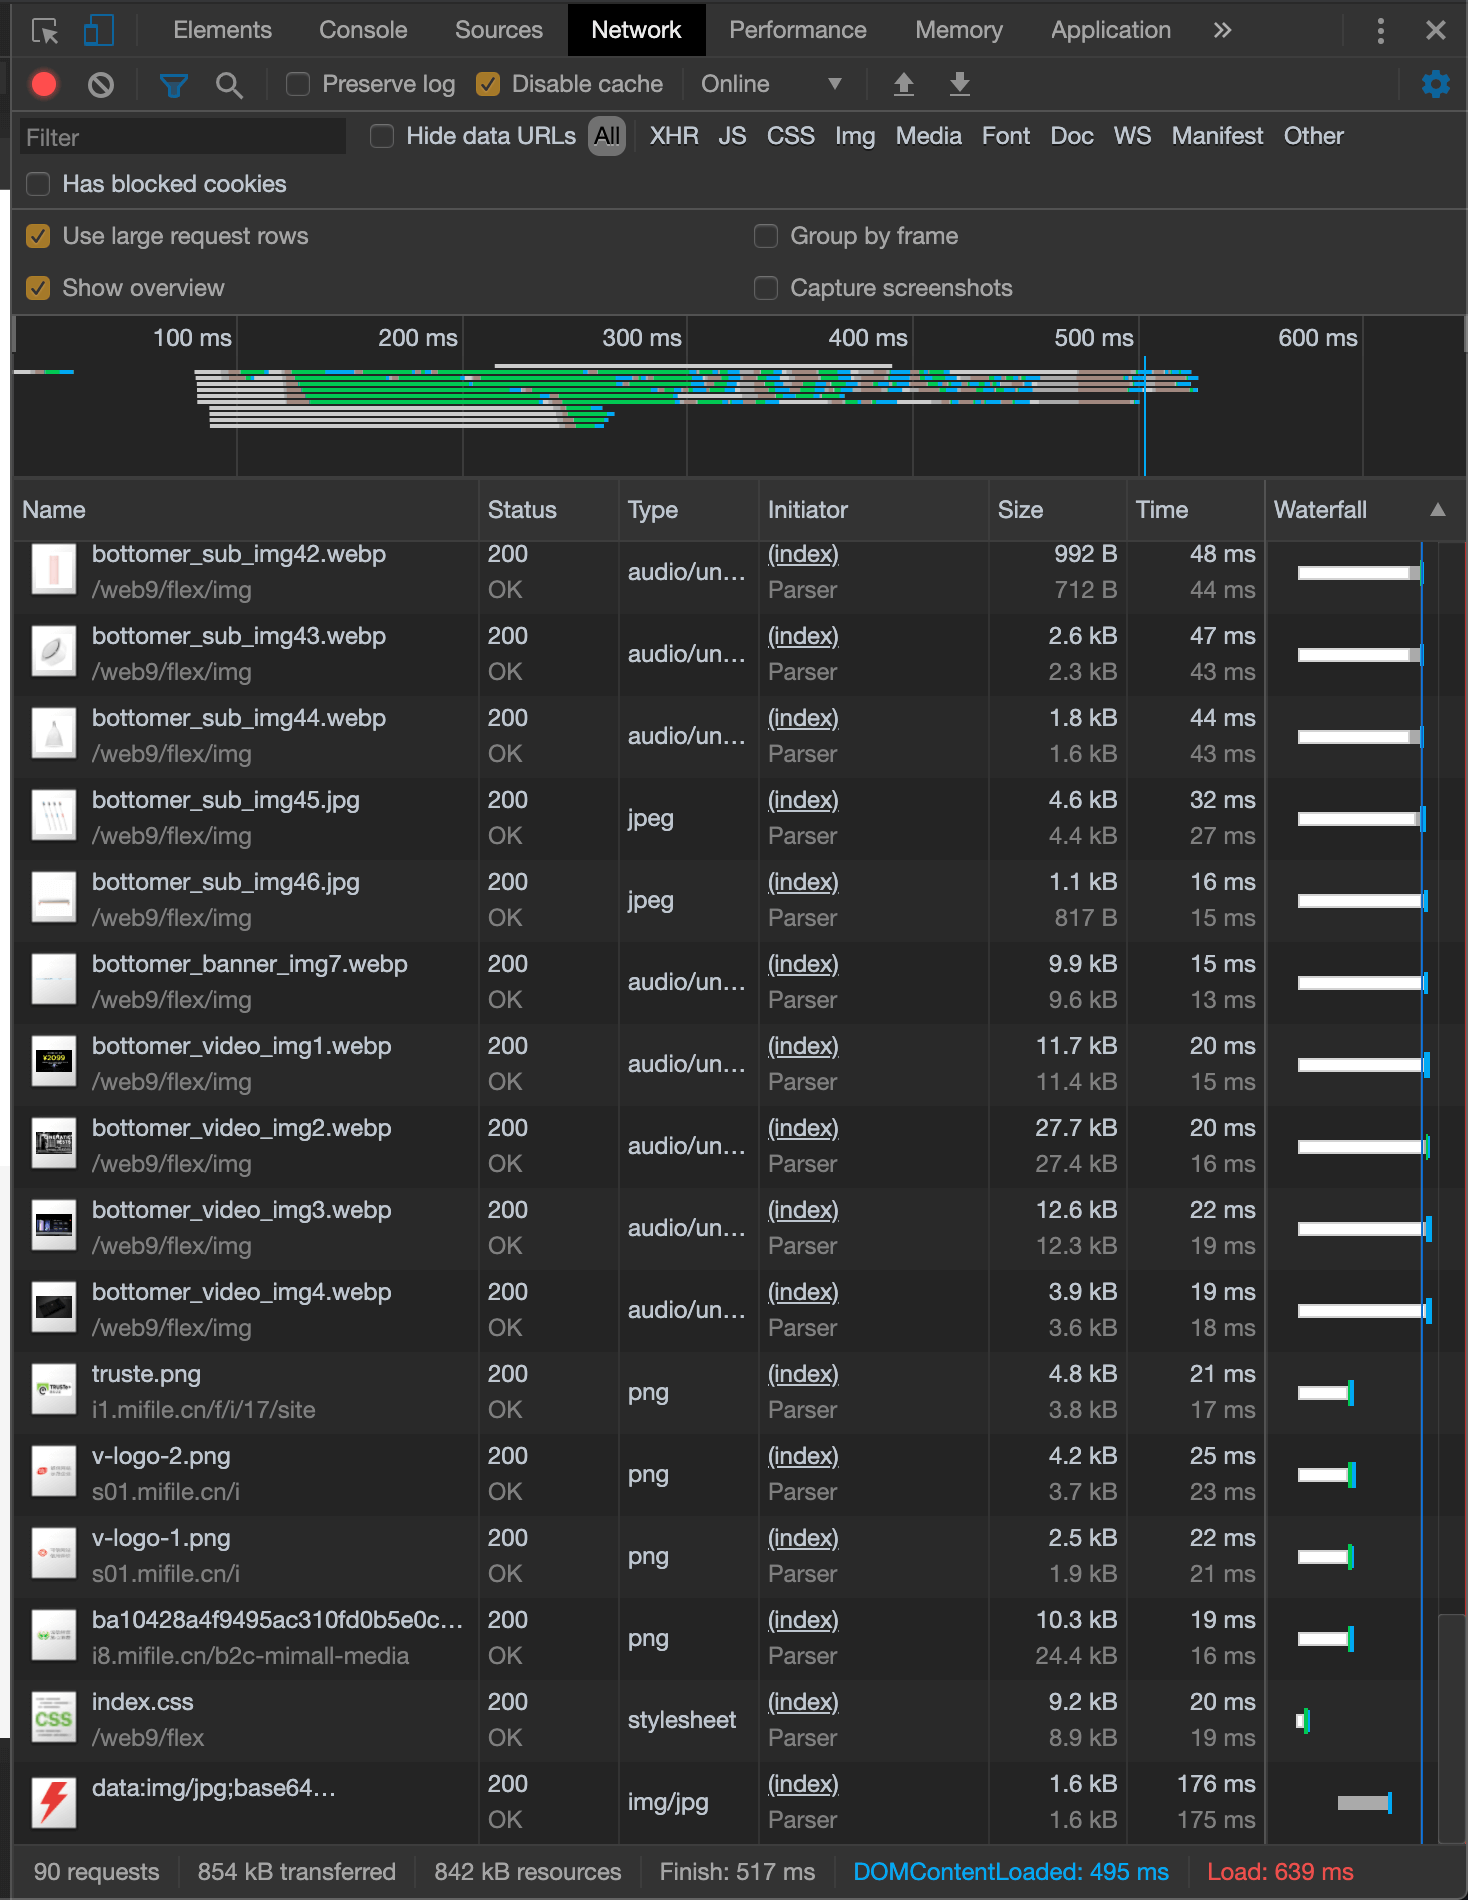 Elements Console Sources Network Performance Memory Application
Preserve log Disable cache Online
Filter Hide data URLs All XHR JS CSS Img Media Font Doc WS Manifest Other
Has blocked cookies
Use large request rows Group by frame
Show overview Capture screenshots
100 ms 200 ms 300 ms 400 ms 500 ms 600 ms
Name Status Type Initiator Size Time Waterfall
bottomer_sub_img42.webp 200 audio/un... (index) 992 B 48 ms
/web9/flex/img OK Parser 712 B 44 ms
bottomer_sub_img43.webp 200 audio/un... (index) 2.6 kB 47 ms
/web9/flex/img OK Parser 2.3 kB 43 ms
bottomer_sub_img44.webp 200 audio/un... (index) 1.8 kB 44 ms
/web9/flex/img OK Parser 1.6 kB 43 ms
bottomer_sub_img45.jpg 200 jpeg (index) 4.6 kB 32 ms
/web9/flex/img OK Parser 4.4 kB 27 ms
bottomer_sub_img46.jpg 200 jpeg (index) 1.1 kB 16 ms
/web9/flex/img OK Parser 817 B 15 ms
bottomer_banner_img7.webp 200 audio/un... (index) 9.9 kB 15 ms
/web9/flex/img OK Parser 9.6 kB 13 ms
bottomer_video_img1.webp 200 audio/un... (index) 11.7 kB 20 ms
¥2099
/web9/flex/img OK Parser 11.4 kB 15 ms
bottomer_video_img2.webp 200 audio/un... (index) 27.7 kB 20 ms
/web9/flex/img OK Parser 27.4 kB 16 ms
bottomer_video_img3.webp 200 audio/un... (index) 12.6 kB 22 ms
/web9/flex/img OK Parser 12.3 kB 19 ms
bottomer_video_img4.webp 200 audio/un... (index) 3.9 kB 19 ms
/web9/flex/img OK Parser 3.6 kB 18 ms
truste.png 200 png (index) 4.8 kB 21 ms
TRUSTe
i1.mifile.cn/f/i/17/site OK Parser 3.8 kB 17 ms
v-logo-2.png 200 png (index) 4.2 kB 25 ms
s01.mifile.cn/i OK Parser 3.7 kB 23 ms
v-logo-1.png 200 png (index) 2.5 kB 22 ms
s01.mifile.cn/i OK Parser 1.9 kB 21 ms
ba10428a4f9495ac310fd0b5e0c... 200 png (index) 10.3 kB 19 ms
i8.mifile.cn/b2c-mimall-media OK Parser 24.4 kB 16 ms
index.css 200 stylesheet (index) 9.2 kB 20 ms
CSS
/web9/flex OK Parser 8.9 kB 19 ms
data:img/jpg;base64... 200 img/jpg (index) 1.6 kB 176 ms
OK Parser 1.6 kB 175 ms
90 requests 854 kB transferred 842 kB resources Finish: 517 ms DOMContentLoaded: 495 ms Load: 639 ms